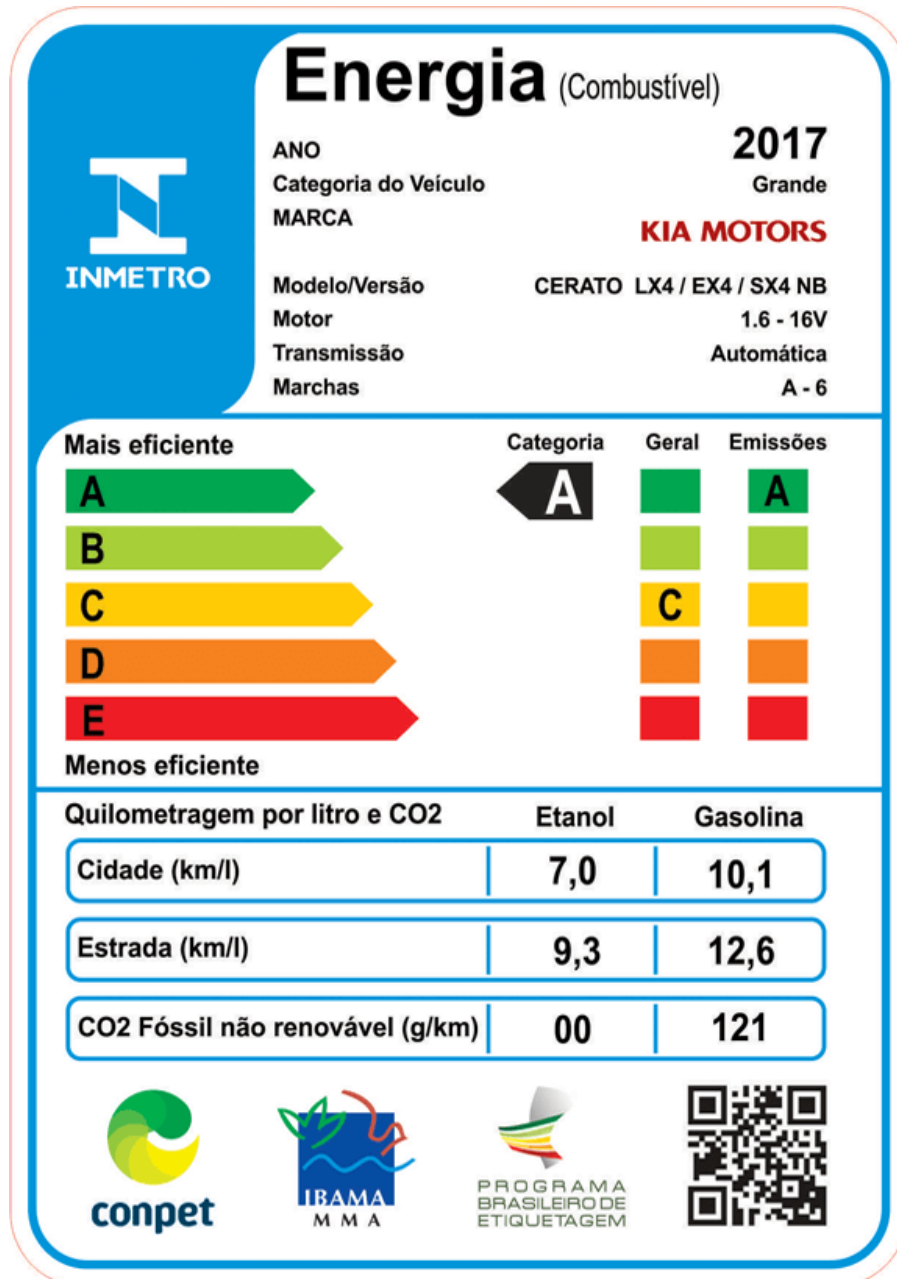 Energia (Combustível)
ANO 2017
Categoria do Veículo Grande
MARCA KIA MOTORS
INMETRO
Modelo/Versão CERATO LX4 / EX4 / SX4 NB
Motor 1.6 - 16V
Transmissão Automática
Marchas A - 6
Mais eficiente Categoria Geral Emissões
A A A
B
C C
D
E
Menos eficiente
Quilometragem por litro e CO2 Etanol Gasolina
Cidade (km/l) 7,0 10,1
Estrada (km/l) 9,3 12,6
CO2 Fóssil não renovável (g/km) 00 121
conpet
IBAMA
MMA
PROGRAMA
BRASILEIRO DE
ETIQUETAGEM